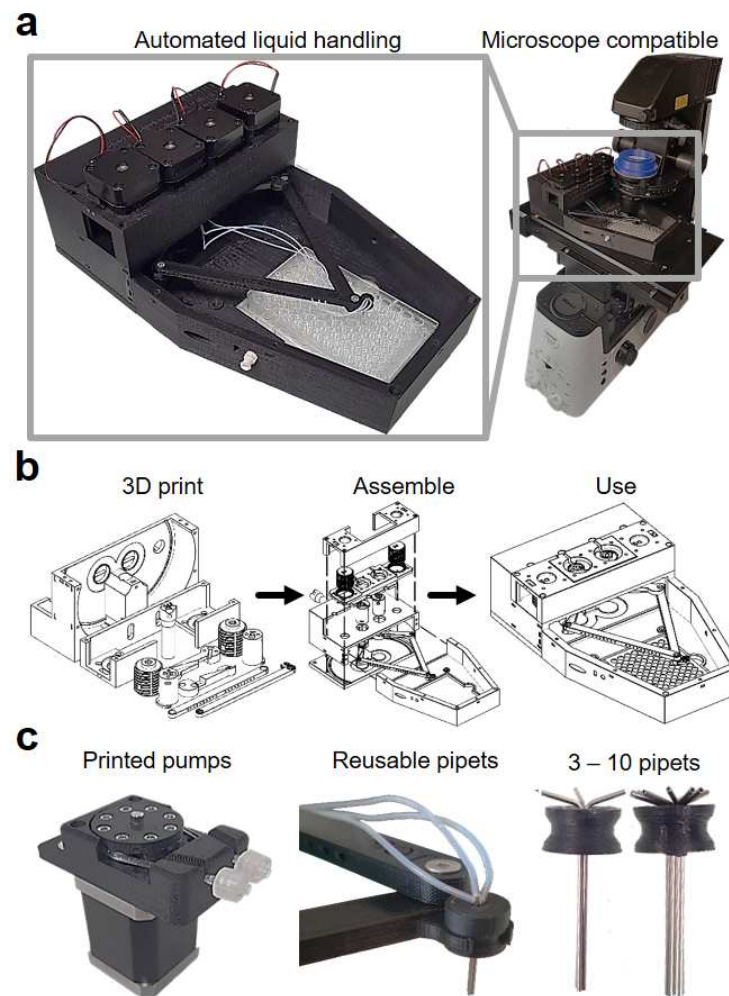 a
Automated liquid handling
Microscope compatible
b
3D print
Assemble
Use
c
Printed pumps
Reusable pipets
3 – 10 pipets